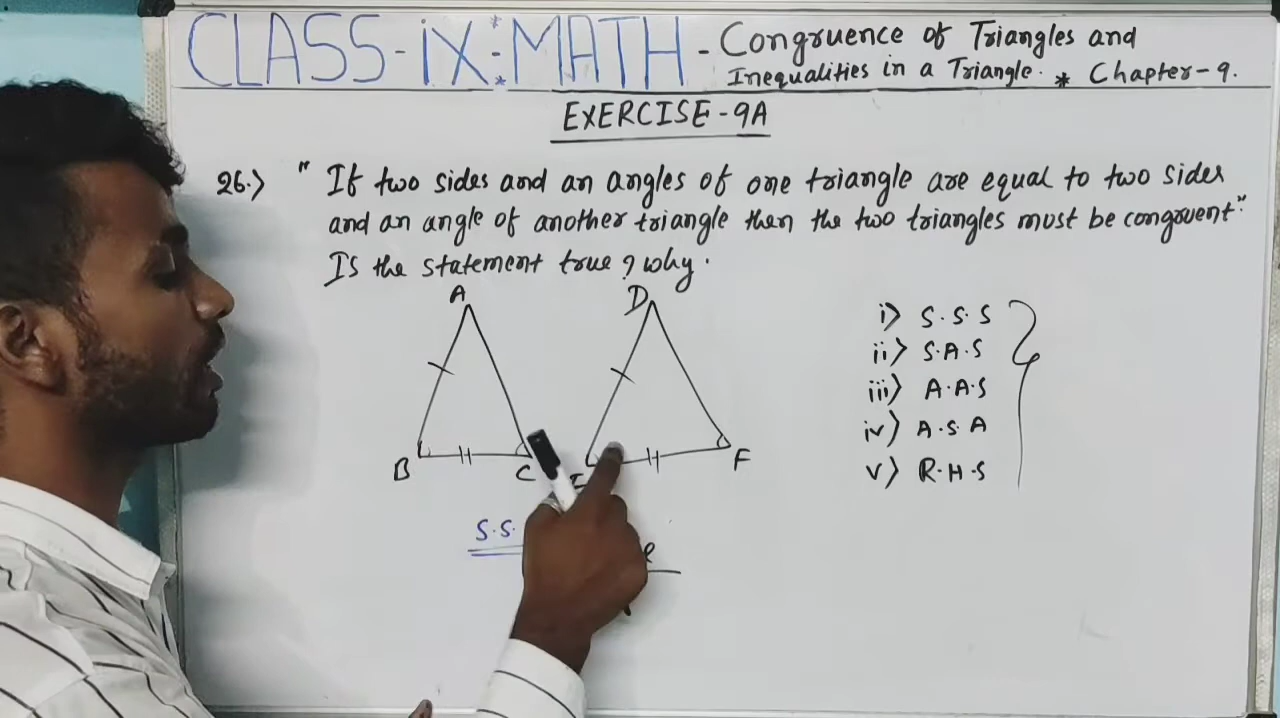 CLASS-iX:MATH - Congruence of Triangles and
Inequalities in a Triangle. * Chapter-9.
EXERCISE-9A
26.) "If two sides and an angles of one triangle are equal to two sides
and an angle of another triangle then the two triangles must be congruent".
Is the statement true? why.
A
D
B
C
F
i) S.S.S
ii) S.A.S
iii) A.A.S
iv) A.S.A
v) R.H.S
S.S.